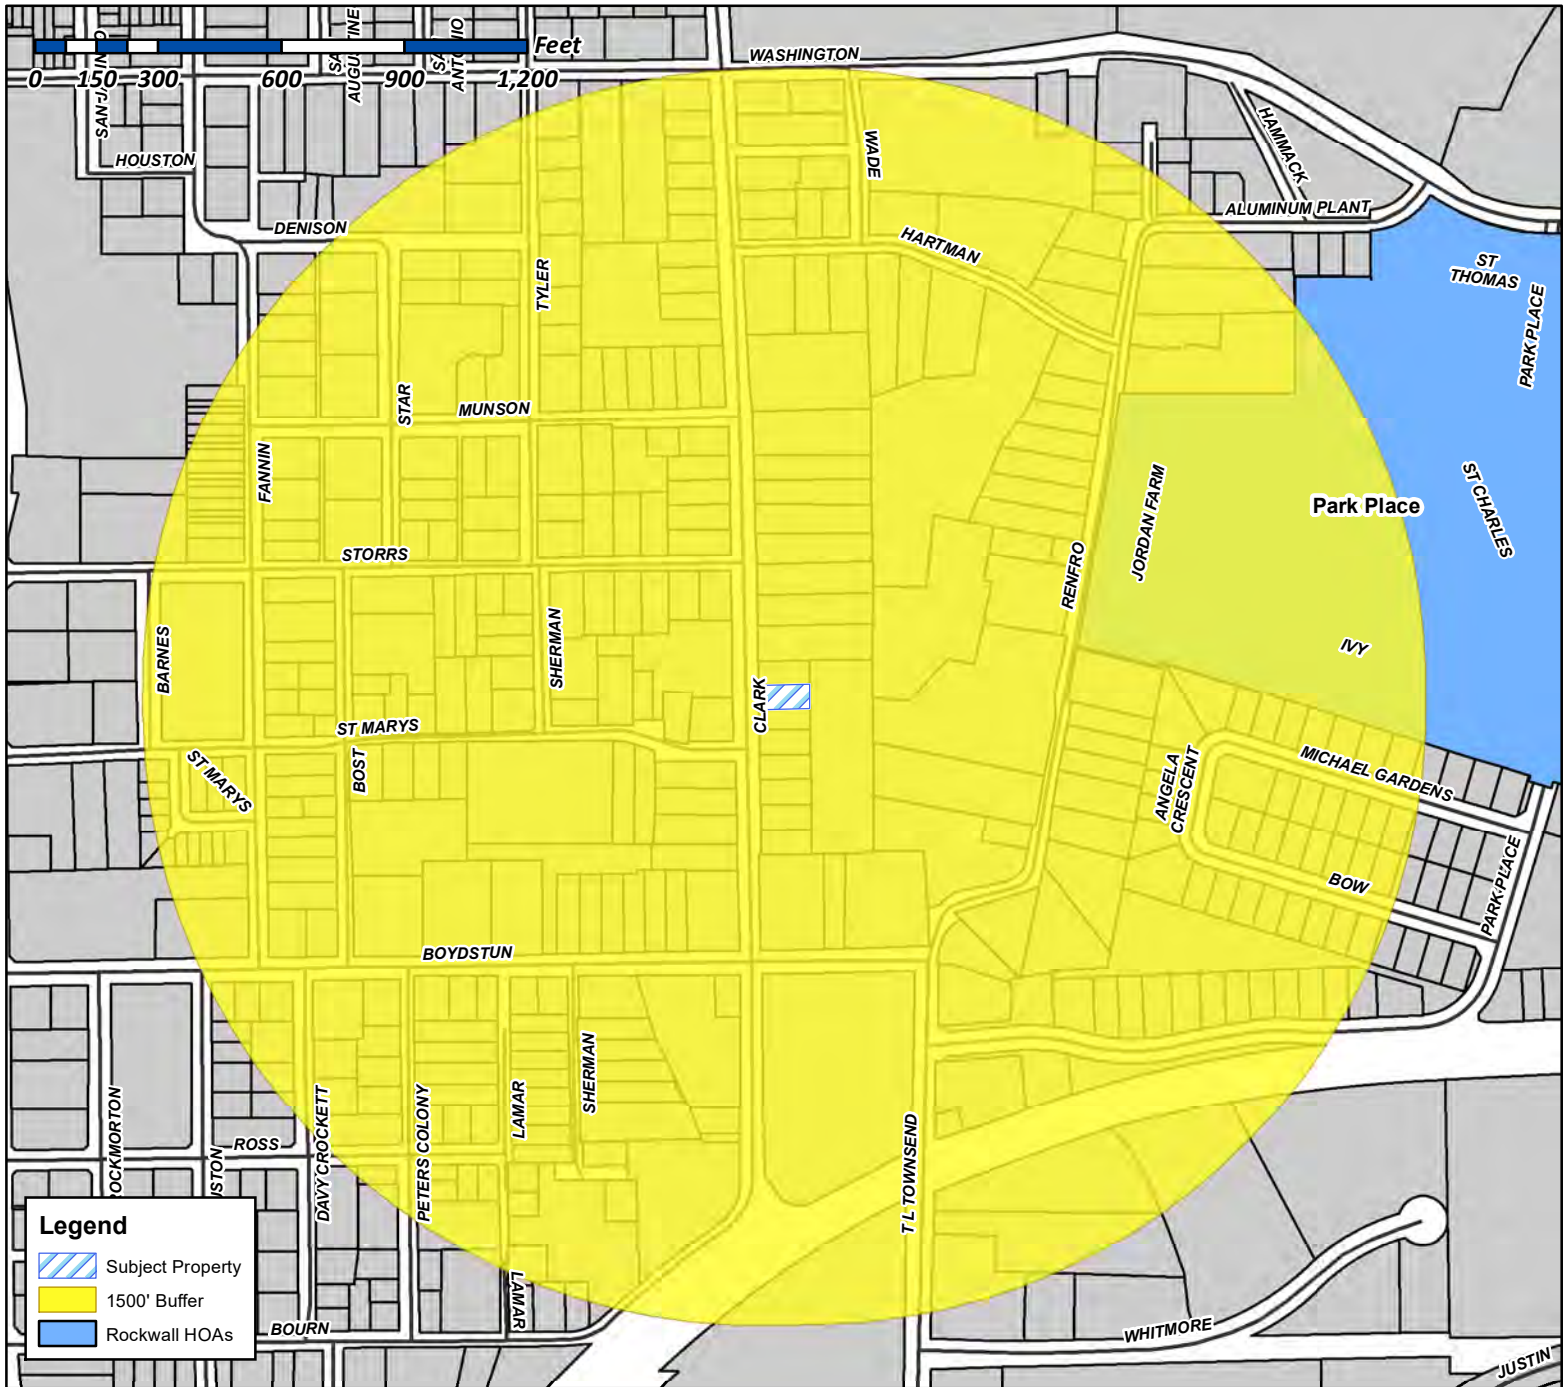 Feet
0 150 300 600 900 1,200
AUGUSTINE
ANTONIO
WASHINGTON
HOUSTON
WADE
HAMMACK
DENISON
ALUMINUM PLANT
HARTMAN
ST
THOMAS
TYLER
PARK PLACE
STAR
MUNSON
FANNIN
JORDAN FARM
Park Place
ST CHARLES
STORRS
RENFRO
BARNES
SHERMAN
IVY
CLARK
ST MARYS
ST MARYS
BOST
ANGELA
CRESCENT
MICHAEL GARDENS
BOW
PARK PLACE
BOYDSTUN
SHERMAN
LAMAR
DAVY CROCKETT
PETERS COLONY
ROSS
T L TOWNSEND
LAMAR
BOURN
WHITMORE
JUSTIN
Legend
Subject Property
1500' Buffer
Rockwall HOAs